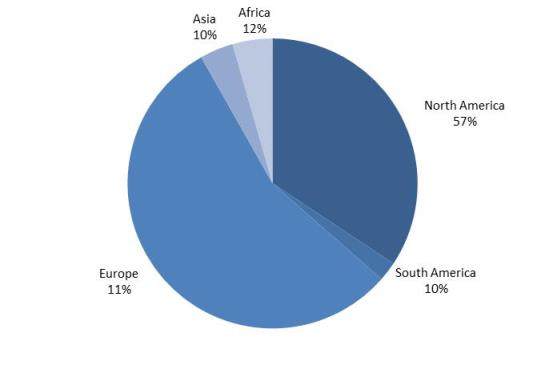 Africa
12%
Asia
10%
North America
57%
South America
10%
Europe
11%